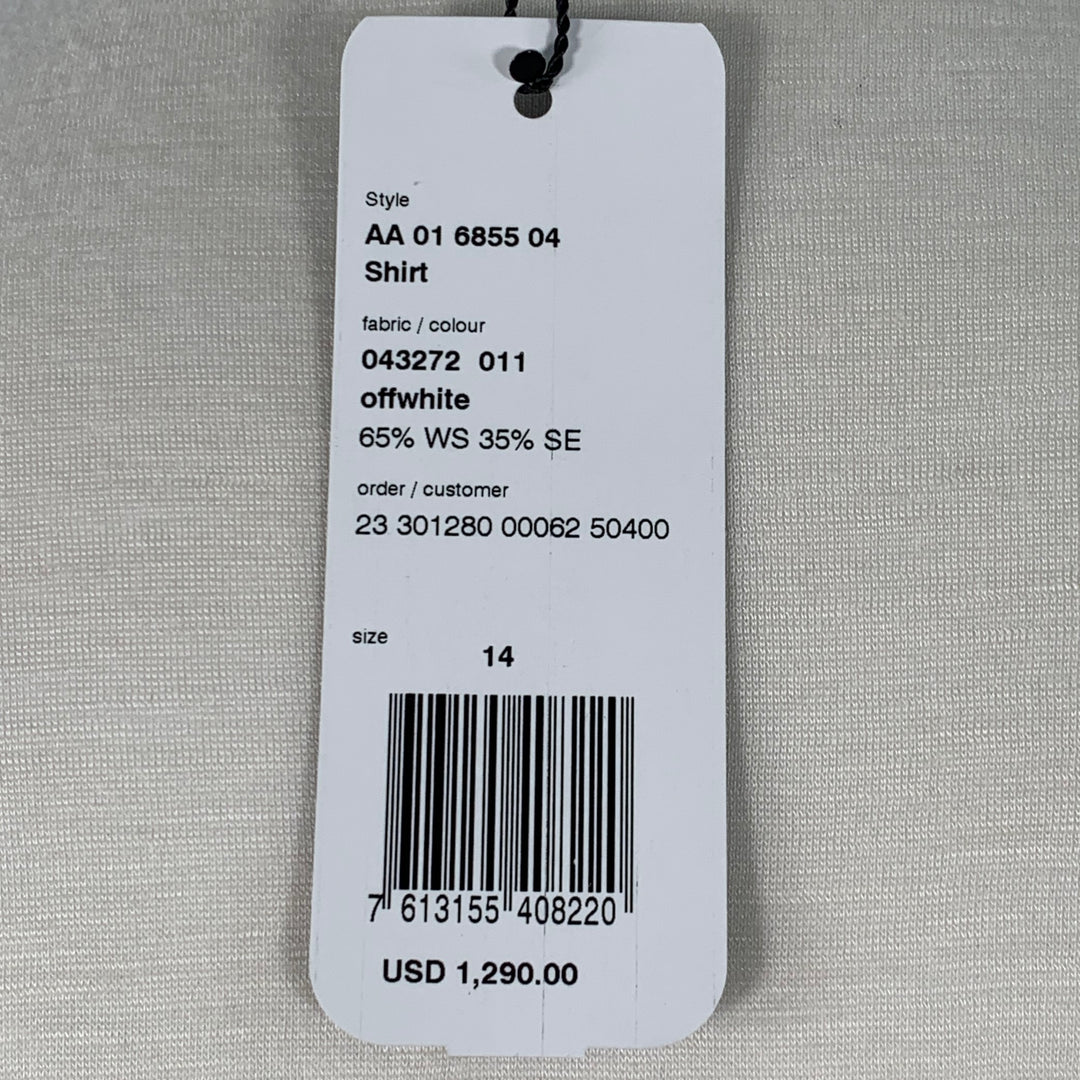 Style
AA 01 6855 04
Shirt
fabric / colour
043272 011
offwhite
65% WS 35% SE
order / customer
23 301280 00062 50400
size
14
7 613155 408220
USD 1,290.00